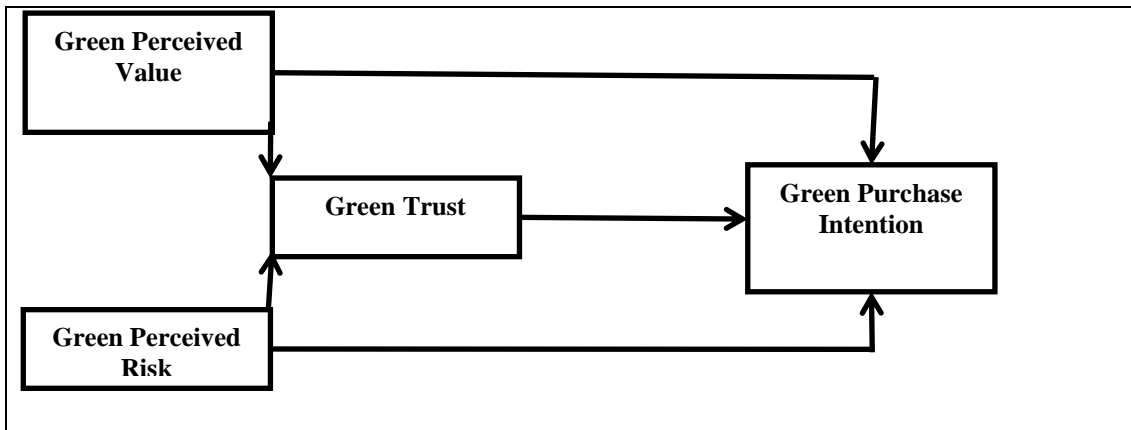 Green Perceived
Value
Green Trust
Green Purchase
Intention
Green Perceived
Risk